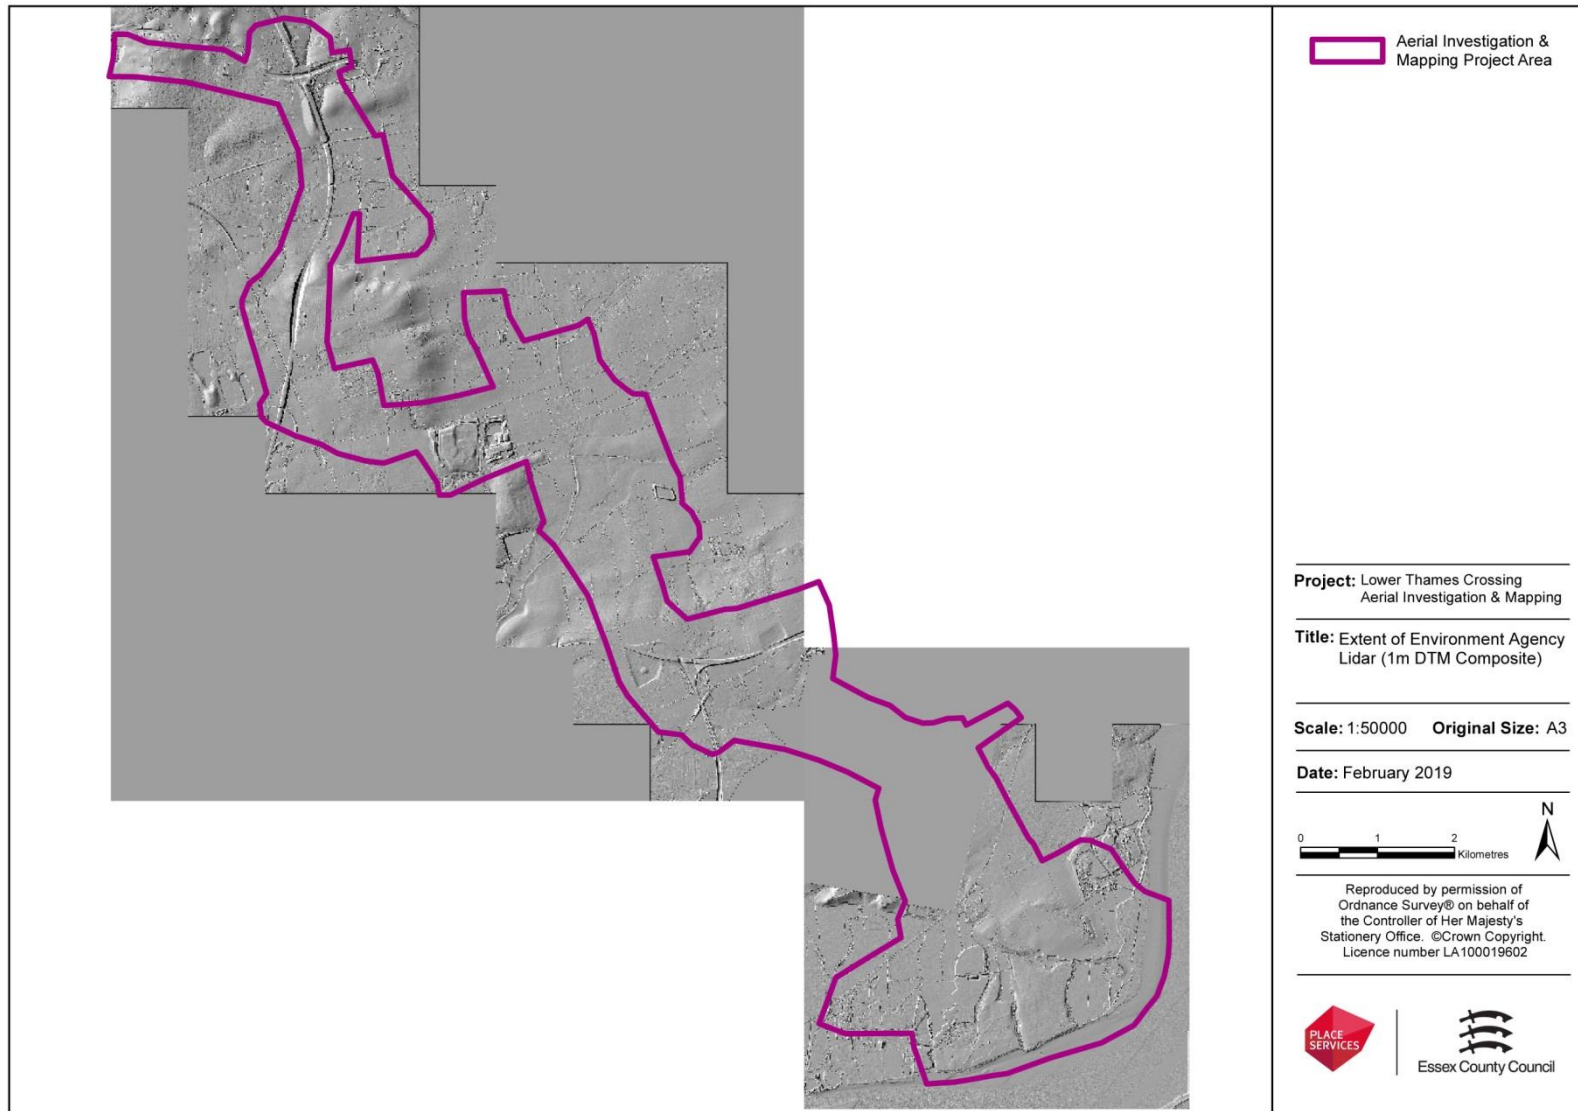 Aerial Investigation &
Mapping Project Area
Project: Lower Thames Crossing
Aerial Investigation & Mapping
Title: Extent of Environment Agency
Lidar (1m DTM Composite)
Scale: 1:50000 Original Size: A3
Date: February 2019
N
0 1 2
Kilometres
Reproduced by permission of
Ordnance Survey® on behalf of
the Controller of Her Majesty's
Stationery Office. ©Crown Copyright.
Licence number LA100019602
PLACE
SERVICES
Essex County Council